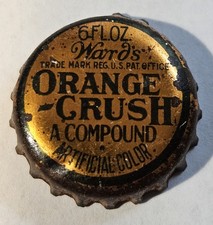 6 FL.OZ.
Ward's
TRADE MARK REG. U.S. PAT. OFFICE
ORANGE
-CRUSH
A COMPOUND
• ARTIFICIAL COLOR •